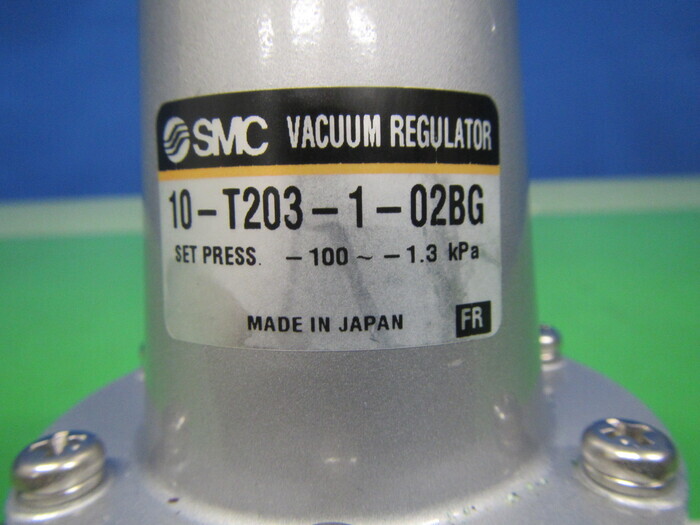 SMC VACUUM REGULATOR
10-T203-1-02BG
SET PRESS. -100 ~ -1.3 kPa
MADE IN JAPAN FR